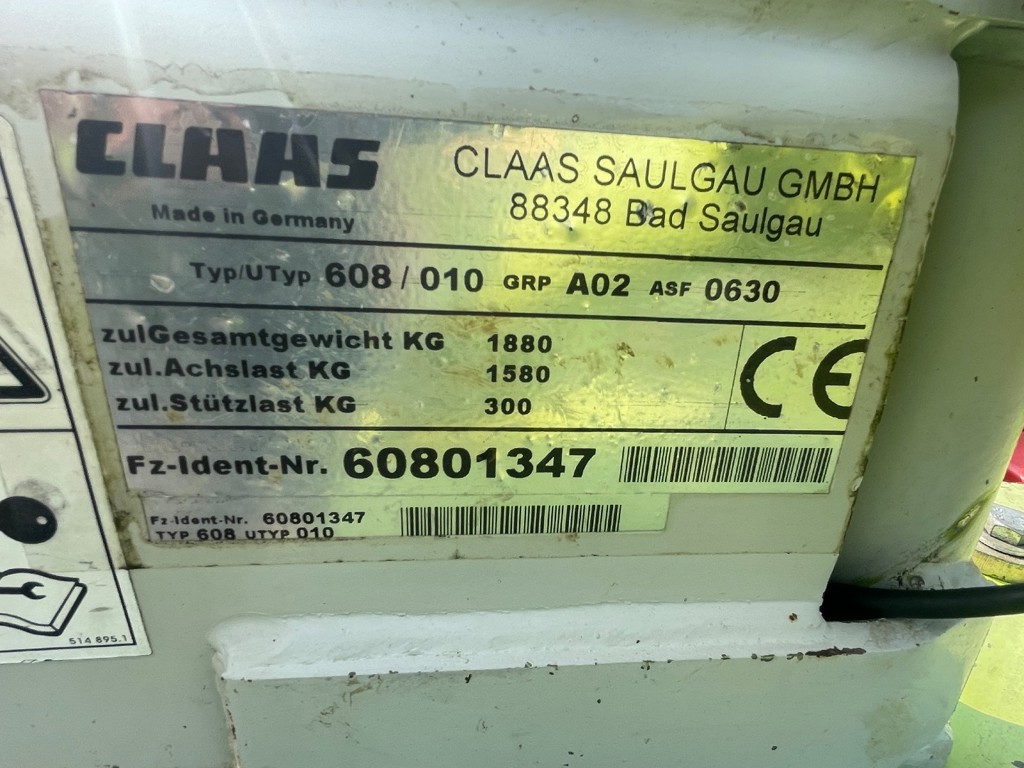 CLAAS
Made in Germany
CLAAS SAULGAU GMBH
88348 Bad Saulgau
Typ/UTyp 608 / 010 GRP A02 ASF 0630
zulGesamtgewicht KG 1880
zul.Achslast KG 1580
zul.Stützlast KG 300
CE
Fz-Ident-Nr. 60801347
Fz-Ident-Nr. 60801347
TYP 608 UTYP 010
514 895.1